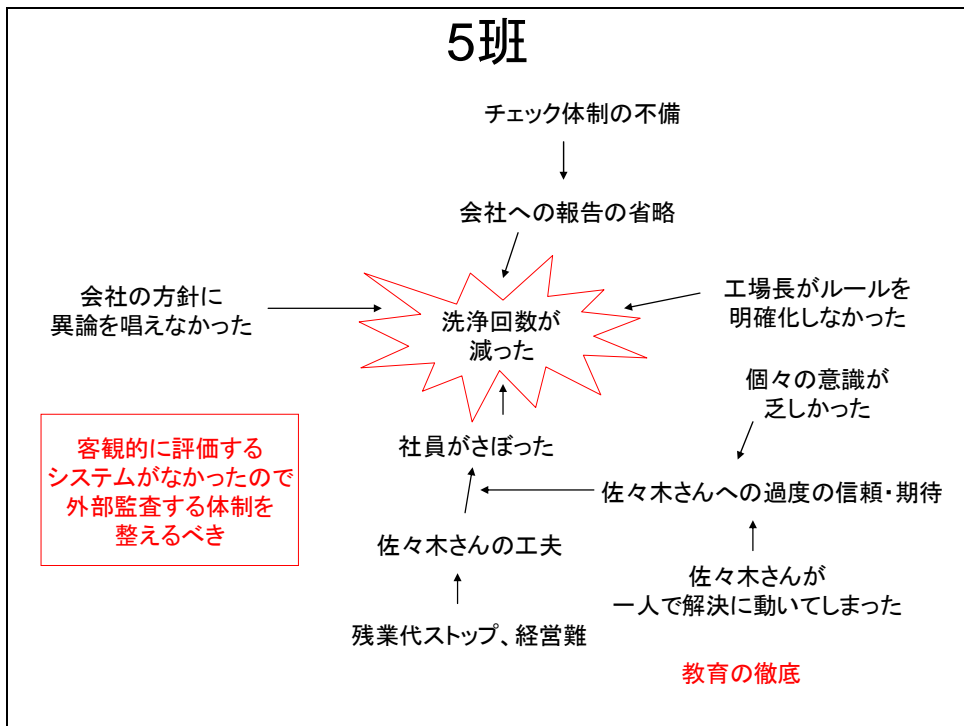 5班
チェック体制の不備
会社への報告の省略
会社の方針に
異論を唱えなかった
洗浄回数が
減った
工場長がルールを
明確化しなかった
個々の意識が
乏しかった
客観的に評価する
システムがなかったので
外部監査する体制を
整えるべき
社員がさぼった
佐々木さんへの過度の信頼・期待
佐々木さんの工夫
佐々木さんが
一人で解決に動いてしまった
残業代ストップ、経営難
教育の徹底